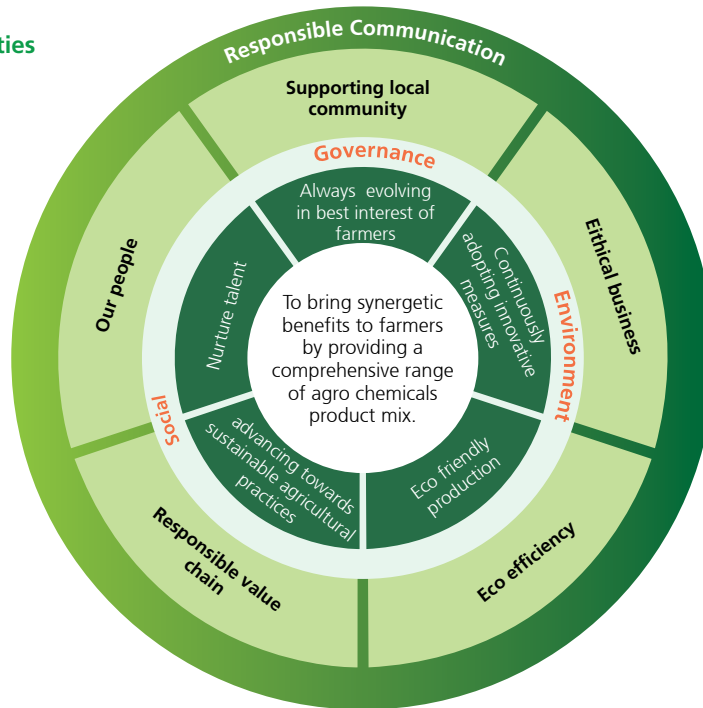 ties
Responsible Communication
Supporting local
community
Governance
Always evolving
in best interest of
farmers
Continuously
adopting innovative
measures
Environment
Eithical business
Our people
Nurture talent
To bring synergetic
benefits to farmers
by providing a
comprehensive range
of agro chemicals
product mix.
Social
advancing towards
sustainable agricultural
practices
Eco friendly
production
Responsible value
chain
Eco efficiency